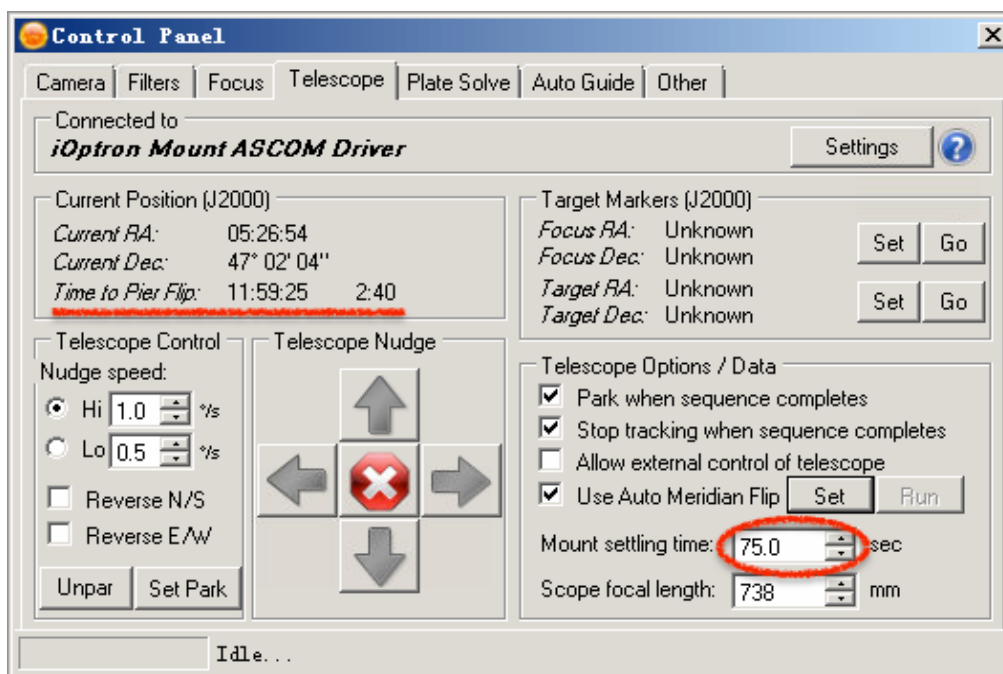 Control Panel
Camera Filters Focus Telescope Plate Solve Auto Guide Other
Connected to
iOptron Mount ASCOM Driver
Settings
Current Position (J2000)
Current RA: 05:26:54
Current Dec: 47° 02' 04''
Time to Pier Flip: 11:59:25 2:40
Target Markers (J2000)
Focus RA: Unknown
Focus Dec: Unknown
Set Go
Target RA: Unknown
Target Dec: Unknown
Set Go
Telescope Control
Nudge speed:
Hi 1.0 °/s
Lo 0.5 °/s
Reverse N/S
Reverse E/W
Unpar Set Park
Telescope Nudge
Telescope Options / Data
Park when sequence completes
Stop tracking when sequence completes
Allow external control of telescope
Use Auto Meridian Flip Set Run
Mount settling time: 75.0 sec
Scope focal length: 738 mm
Idle...